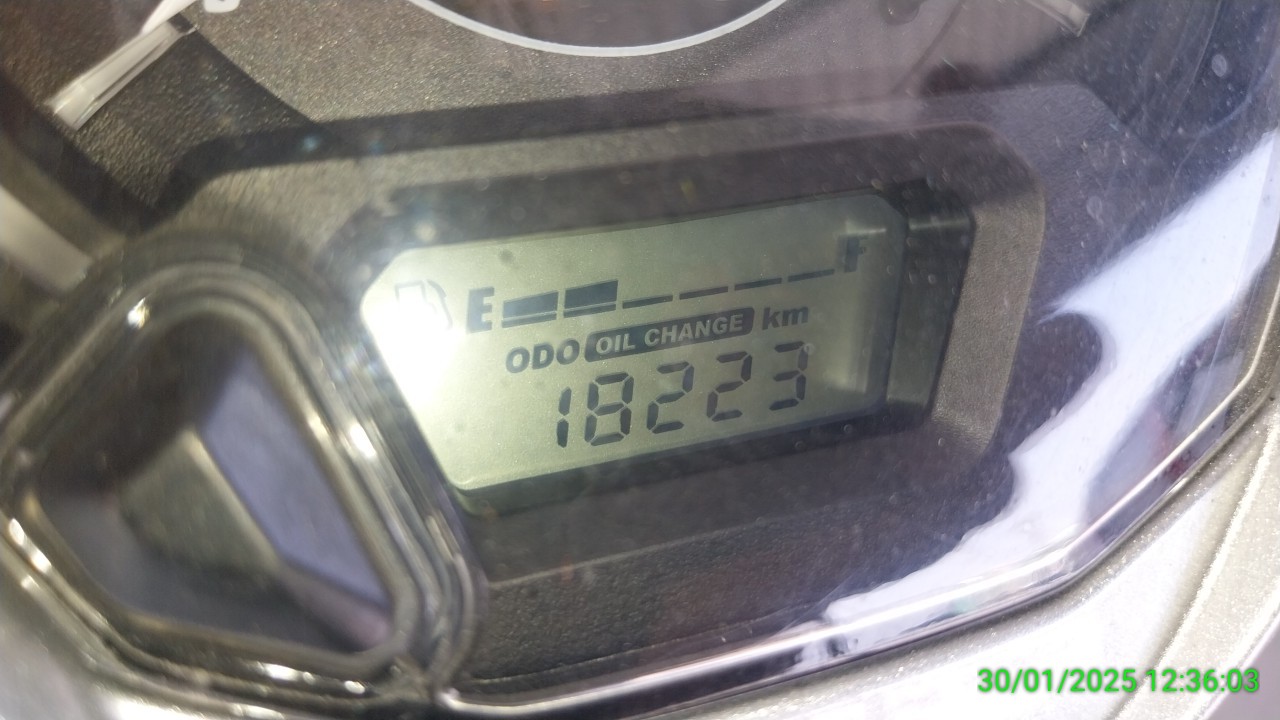 E F
ODO OIL CHANGE km
18223
30/01/2025 12:36:03